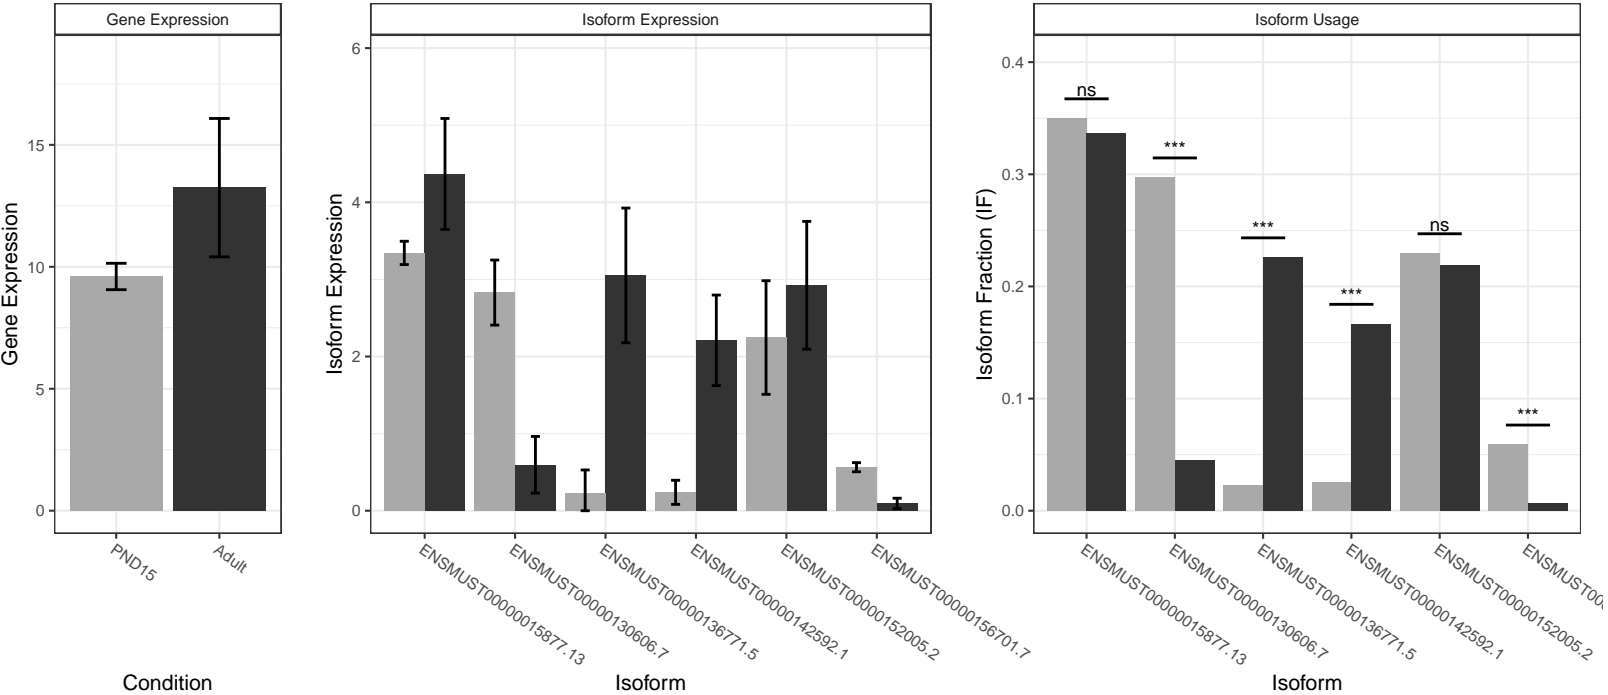 Gene Expression
Isoform Expression
Isoform Usage
Gene Expression
15
10
5
0
PND15
Adult
Condition
Isoform Expression
6
4
2
0
ENSMUST00000015877.13
ENSMUST00000130606.7
ENSMUST00000136771.5
ENSMUST00000142592.1
ENSMUST00000152005.2
ENSMUST00000156701.7
Isoform
Isoform Fraction (IF)
0.4
0.3
0.2
0.1
0.0
ns
***
***
***
ns
***
ENSMUST00000015877.13
ENSMUST00000130606.7
ENSMUST00000136771.5
ENSMUST00000142592.1
ENSMUST00000152005.2
Isoform